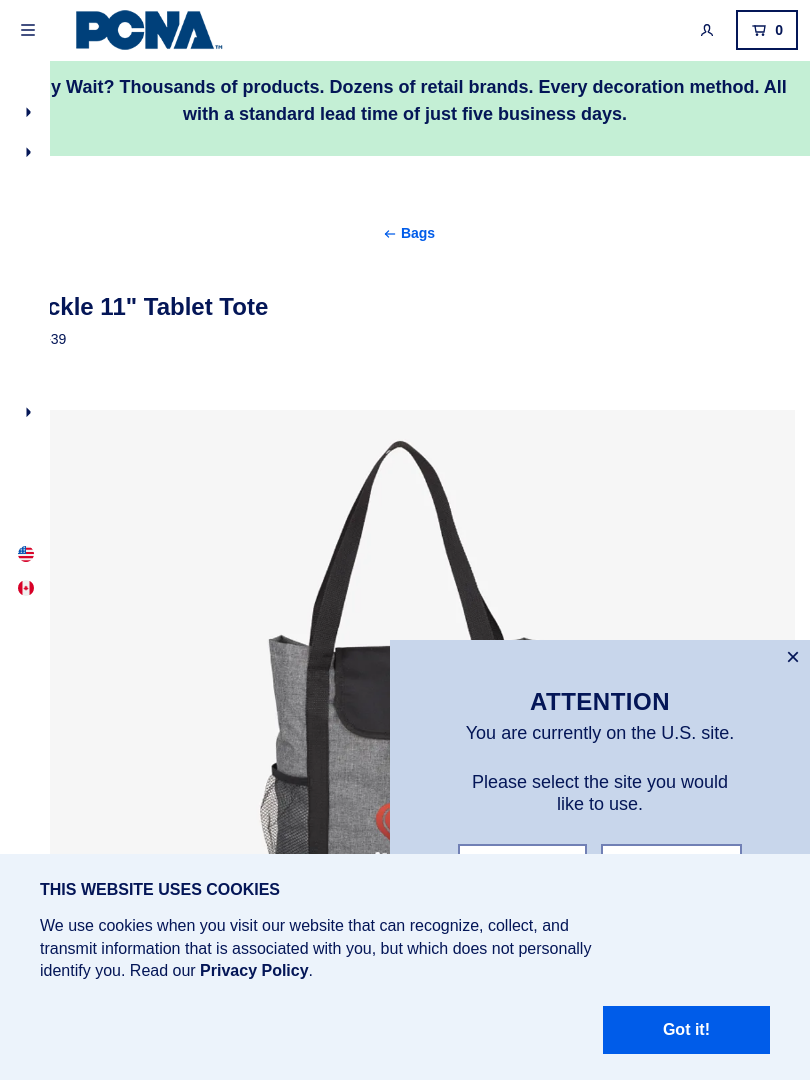 PCNA™
0
y Wait? Thousands of products. Dozens of retail brands. Every decoration method. All
with a standard lead time of just five business days.
← Bags
ckle 11" Tablet Tote
39
ATTENTION
You are currently on the U.S. site.
Please select the site you would
like to use.
THIS WEBSITE USES COOKIES
We use cookies when you visit our website that can recognize, collect, and
transmit information that is associated with you, but which does not personally
identify you. Read our Privacy Policy.
Got it!